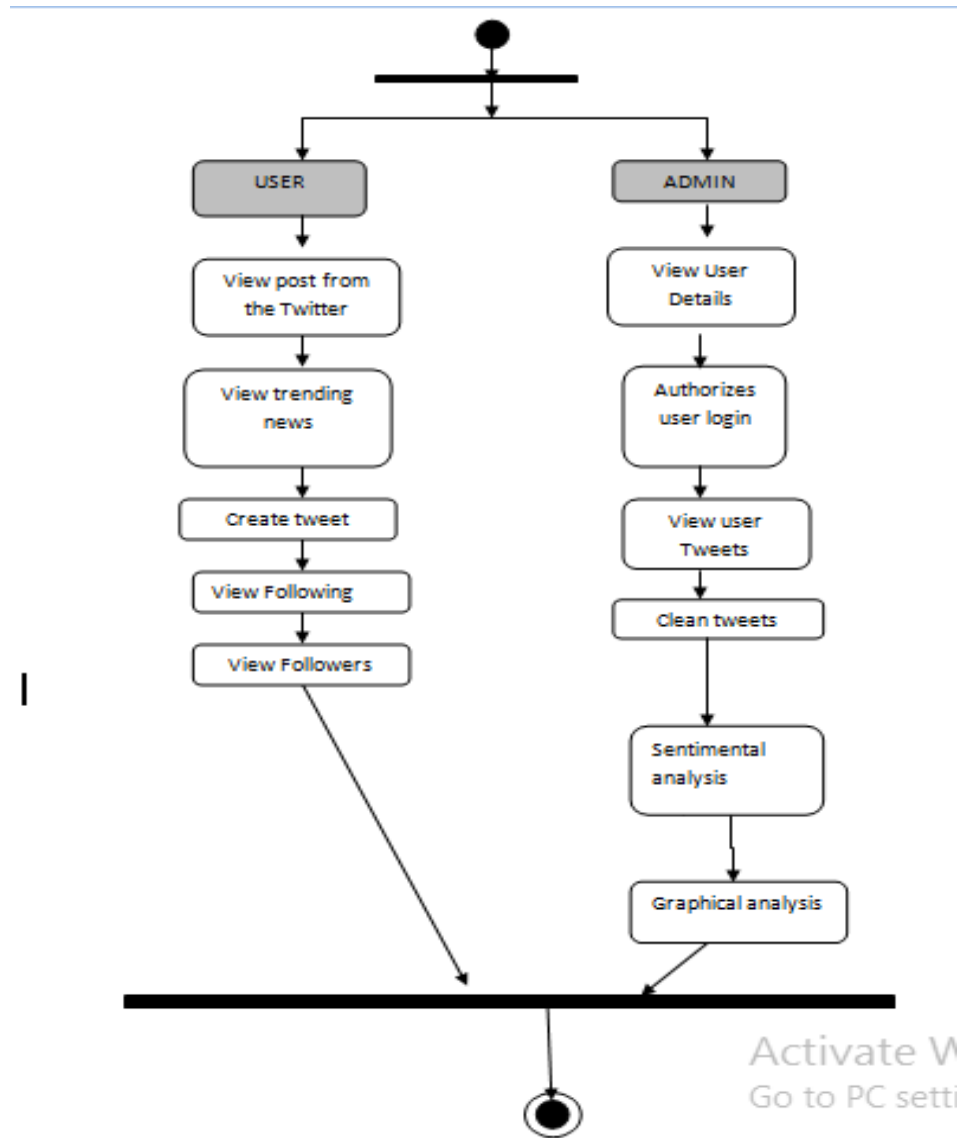 USER
View post from
the Twitter
View trending
news
Create tweet
View Following
View Followers
ADMIN
View User
Details
Authorizes
user login
View user
Tweets
Clean tweets
Sentimental
analysis
Graphical analysis
Activate W
Go to PC setti